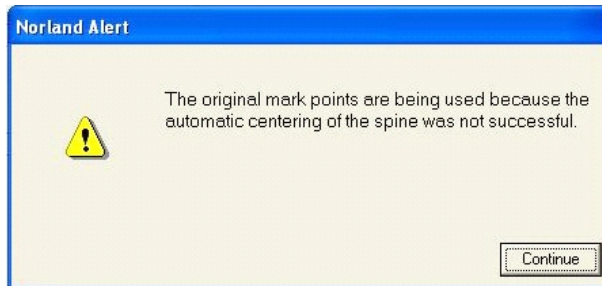 Norland Alert
The original mark points are being used because the
automatic centering of the spine was not successful.
Continue